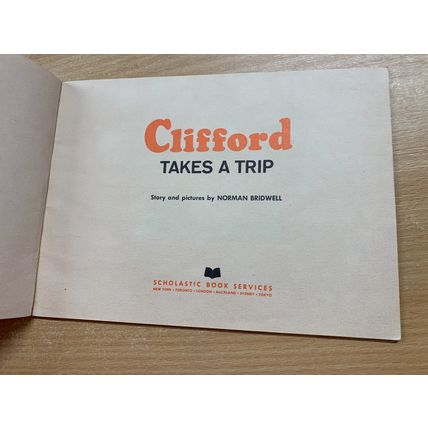 Clifford
TAKES A TRIP
Story and pictures by NORMAN BRIDWELL
SCHOLASTIC BOOK SERVICES
NEW YORK • TORONTO • LONDON • AUCKLAND • SYDNEY • TOKYO